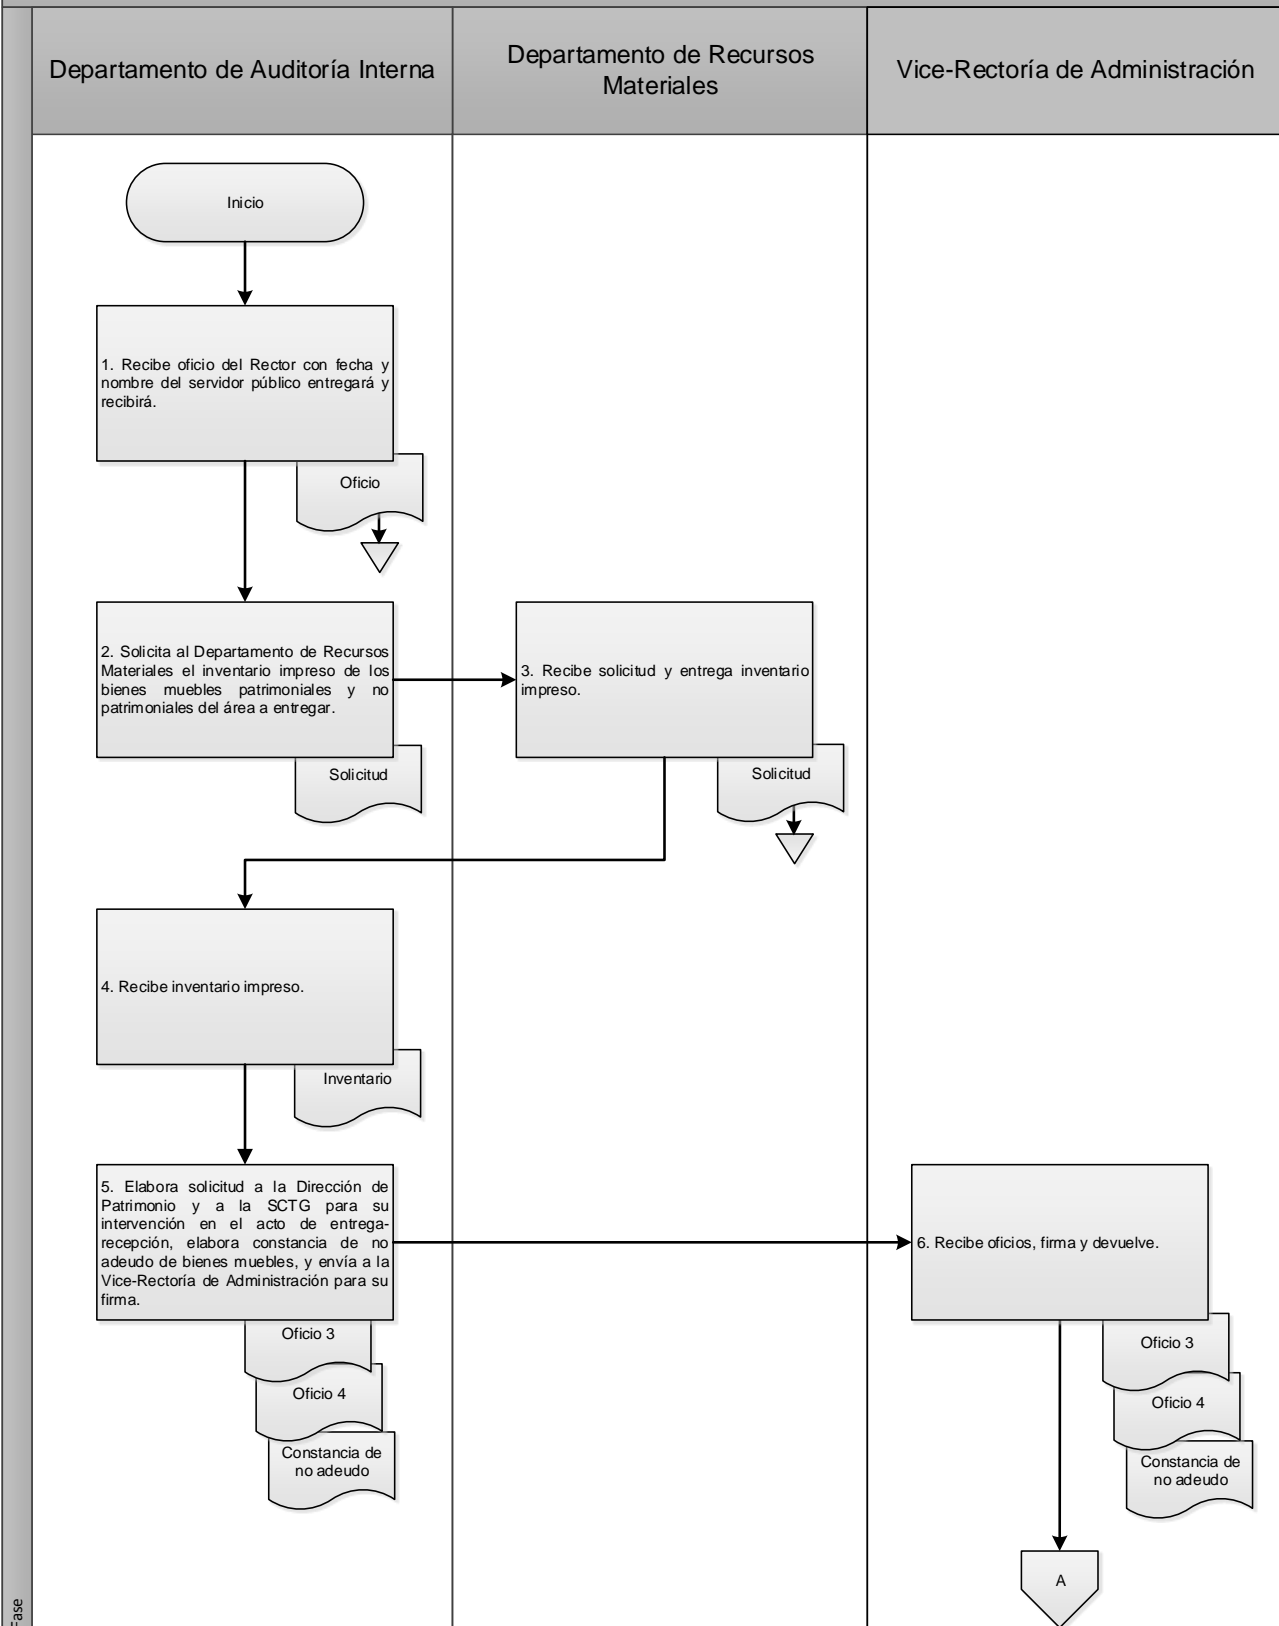 Departamento de Auditoría Interna
Departamento de Recursos
Materiales
Vice-Rectoría de Administración
Inicio
1. Recibe oficio del Rector con fecha y
nombre del servidor público entregará y
recibirá.
Oficio
2. Solicita al Departamento de Recursos
Materiales el inventario impreso de los
bienes muebles patrimoniales y no
patrimoniales del área a entregar.
Solicitud
3. Recibe solicitud y entrega inventario
impreso.
Solicitud
4. Recibe inventario impreso.
Inventario
5. Elabora solicitud a la Dirección de
Patrimonio y a la SCTG para su
intervención en el acto de entrega-
recepción, elabora constancia de no
adeudo de bienes muebles, y envía a la
Vice-Rectoría de Administración para su
firma.
Oficio 3
Oficio 4
Constancia de
no adeudo
6. Recibe oficios, firma y devuelve.
Oficio 3
Oficio 4
Constancia de
no adeudo
A
Fase